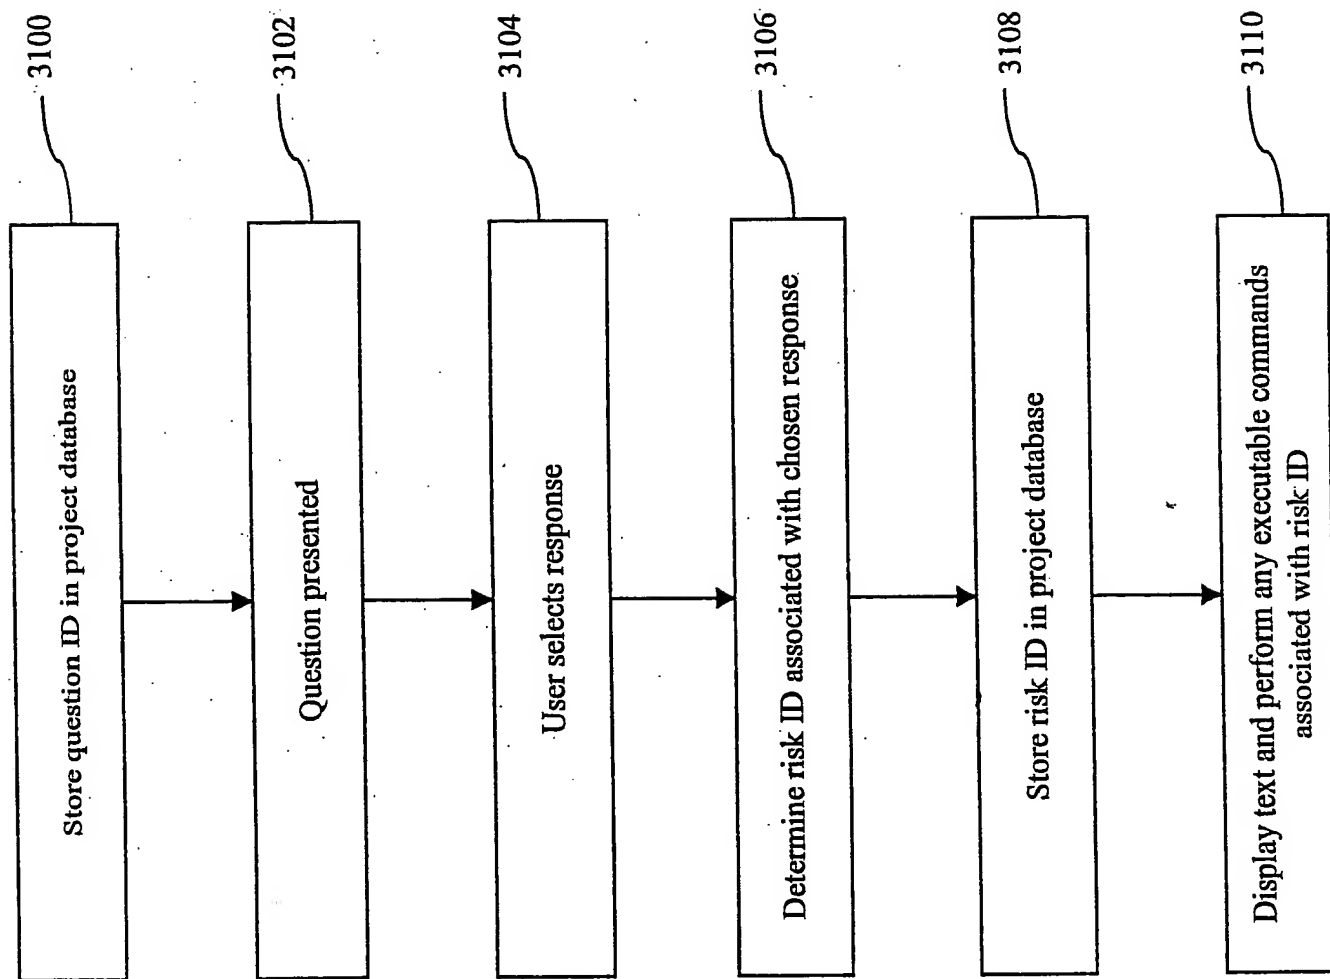 Store question ID in project database
3100
Question presented
3102
User selects response
3104
Determine risk ID associated with chosen response
3106
Store risk ID in project database
3108
Display text and perform any executable commands
associated with risk ID
3110